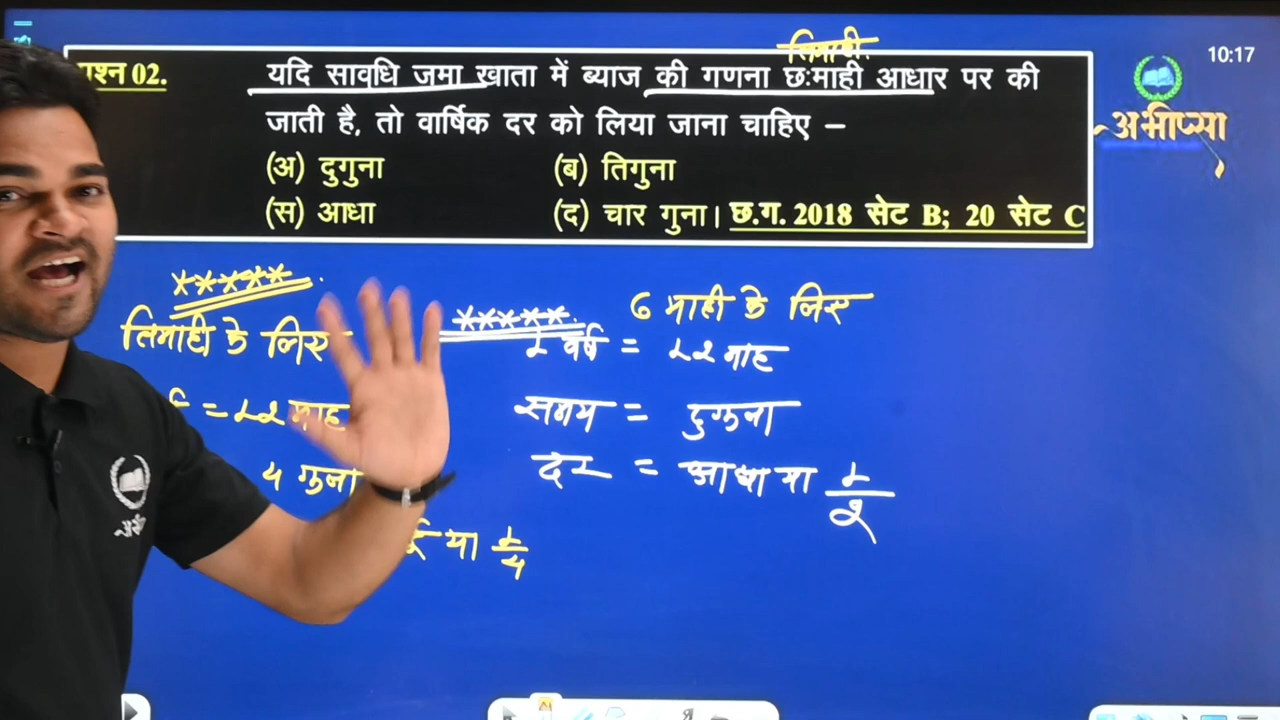 तिमाही
10:17
प्रश्न 02. यदि सावधि जमा खाता में ब्याज की गणना छःमाही आधार पर की
जाती है, तो वार्षिक दर को लिया जाना चाहिए –
(अ) दुगुना (ब) तिगुना
(स) आधा (द) चार गुना। छ.ग. 2018 सेट B; 20 सेट C
अभीप्सा
तिमाही के लिए
= 12 माह
4 गुना
या 1/4
6 माही के लिए
1 वर्ष = 12 माह
समय = दुगुना
दर = आधा या 1/2